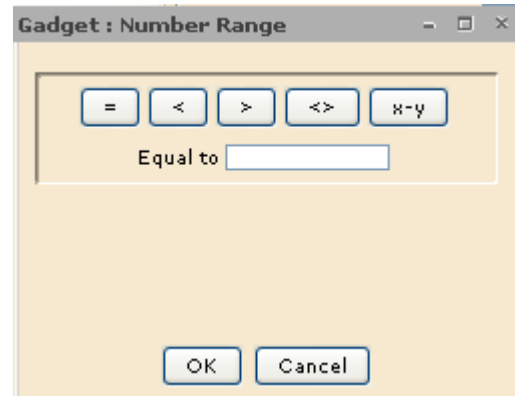 Gadget : Number Range
= < > <> x-y
Equal to
OK Cancel